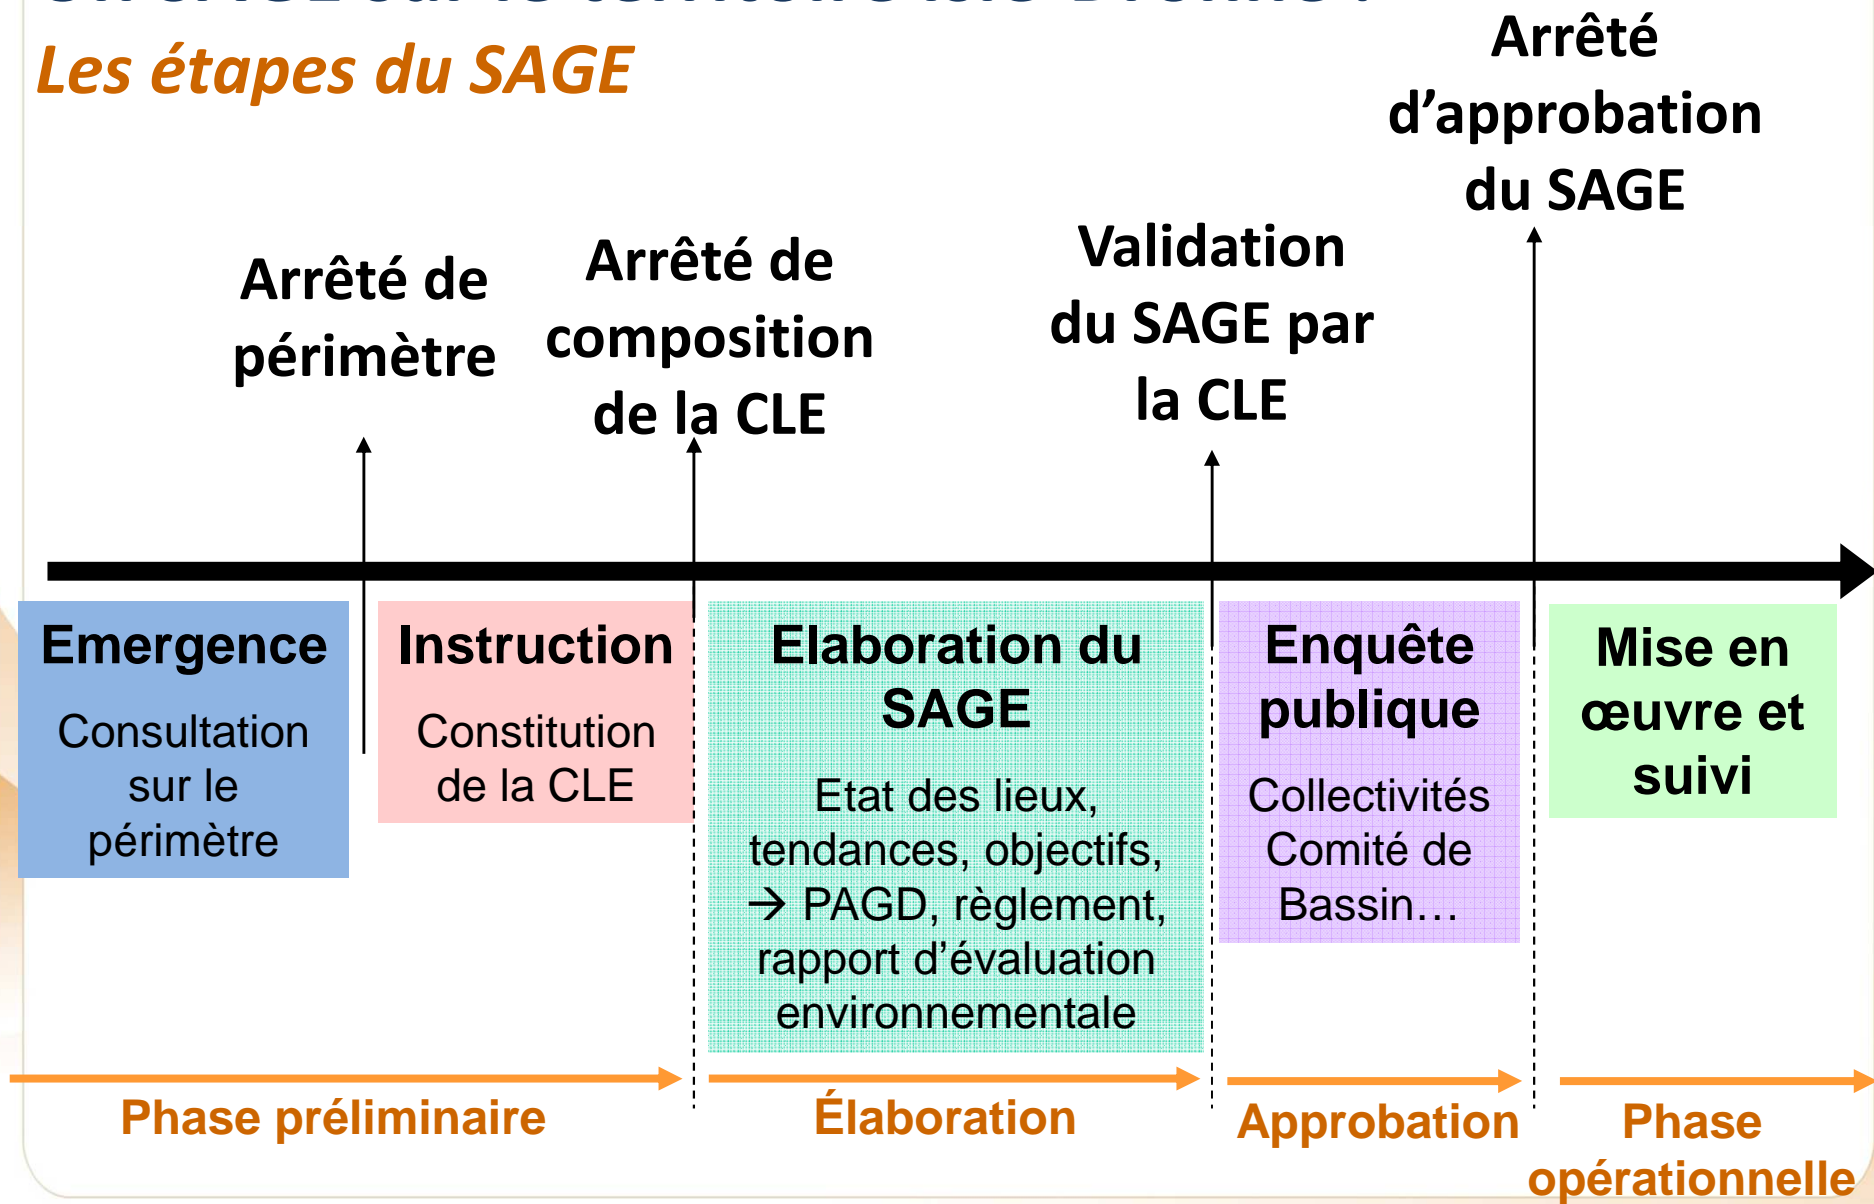 Les étapes du SAGE
Arrêté
d’approbation
du SAGE
Arrêté de
périmètre
Arrêté de
composition
de la CLE
Validation
du SAGE par
la CLE
Emergence
Consultation
sur le
périmètre
Instruction
Constitution
de la CLE
Elaboration du
SAGE
Etat des lieux,
tendances, objectifs,
→ PAGD, règlement,
rapport d’évaluation
environnementale
Enquête
publique
Collectivités
Comité de
Bassin…
Mise en
œuvre et
suivi
Phase préliminaire
Élaboration
Approbation
Phase
opérationnelle